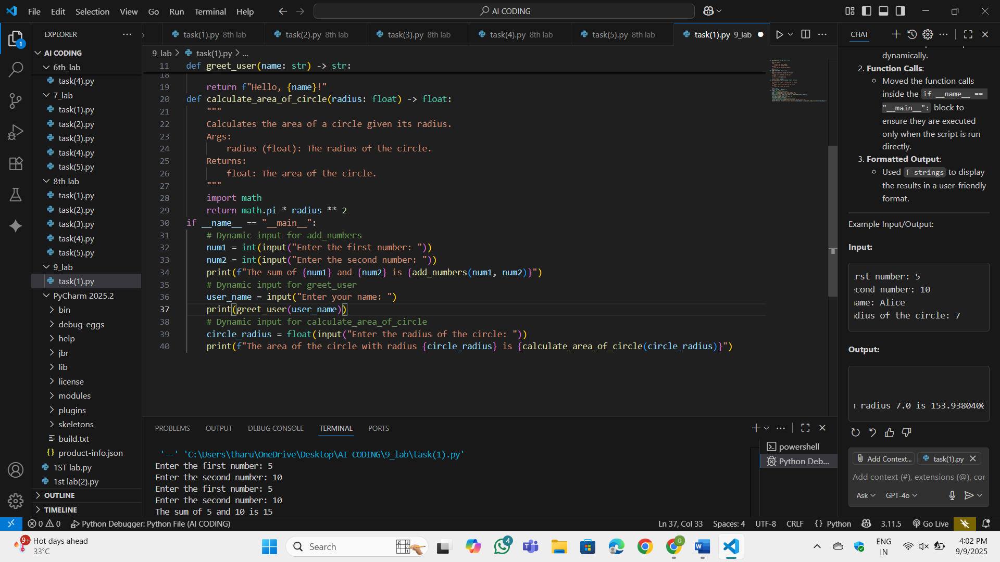 File Edit Selection View Go Run Terminal Help
AI CODING
EXPLORER
1
AI CODING
6th_lab
task(4).py
7_lab
task(1).py
task(2).py
task(3).py
task(4).py
task(5).py
8th lab
task(1).py
task(2).py
task(3).py
task(4).py
task(5).py
9_lab
task(1).py
PyCharm 2025.2
bin
debug-eggs
help
jbr
lib
license
modules
plugins
skeletons
build.txt
product-info.json
1ST lab.py
1st lab(2).py
OUTLINE
TIMELINE
task(1).py 8th lab
task(2).py 8th lab
task(3).py 8th lab
task(4).py 8th lab
task(5).py 8th lab
task(1).py 9_lab
9_lab > task(1).py > ...
11 def greet_user(name: str) -> str:
18
19 return f"Hello, {name}!"
20 def calculate_area_of_circle(radius: float) -> float:
21 """
22 Calculates the area of a circle given its radius.
23 Args:
24 radius (float): The radius of the circle.
25 Returns:
26 float: The area of the circle.
27 """
28 import math
29 return math.pi * radius ** 2
30 if __name__ == "__main__":
31 # Dynamic input for add_numbers
32 num1 = int(input("Enter the first number: "))
33 num2 = int(input("Enter the second number: "))
34 print(f"The sum of {num1} and {num2} is {add_numbers(num1, num2)}")
35 # Dynamic input for greet_user
36 user_name = input("Enter your name: ")
37 print(greet_user(user_name))
38 # Dynamic input for calculate_area_of_circle
39 circle_radius = float(input("Enter the radius of the circle: "))
40 print(f"The area of the circle with radius {circle_radius} is {calculate_area_of_circle(circle_radius)}")
PROBLEMS OUTPUT DEBUG CONSOLE TERMINAL PORTS
'--' 'C:\Users\tharu\OneDrive\Desktop\AI CODING\9_lab\task(1).py'
Enter the first number: 5
Enter the second number: 10
Enter the first number: 5
Enter the second number: 10
The sum of 5 and 10 is 15
powershell
Python Deb...
CHAT
dynamically.
2. Function Calls:
Moved the function calls
inside the if __name__ ==
"__main__": block to
ensure they are executed
only when the script is run
directly.
3. Formatted Output:
Used f-strings to display
the results in a user-friendly
format.
Example Input/Output:
Input:
rst number: 5
cond number: 10
ame: Alice
dius of the circle: 7
Output:
radius 7.0 is 153.9380400
Add Context...
task(1).py
Add context (#), extensions (@), cor
Ask
GPT-4o
0 0 Python Debugger: Python File (AI CODING)
Ln 37, Col 33 Spaces: 4 UTF-8 CRLF {} Python 3.11.5 Go Live
9+ Hot days ahead
33°C
Search
4
G
ENG
IN
4:02 PM
9/9/2025